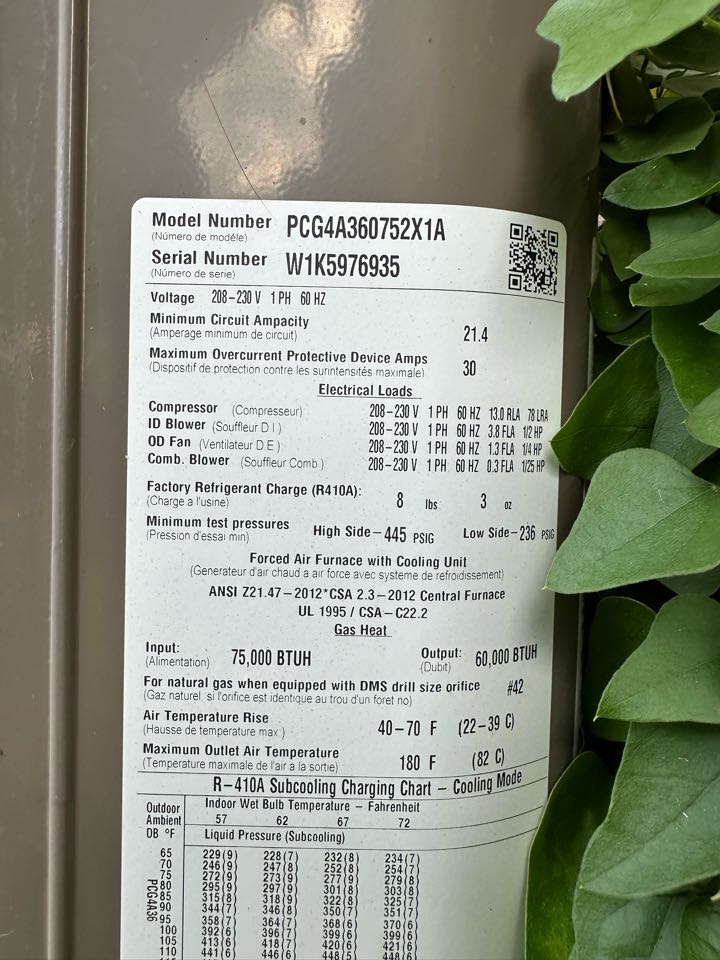 Model Number PCG4A360752X1A
(Número de modéle)
Serial Number W1K5976935
(Número de serie)
Voltage 208-230 V 1 PH 60 HZ
Minimum Circuit Ampacity 21.4
(Amperage minimum de circuit)
Maximum Overcurrent Protective Device Amps 30
(Dispositif de protection contre les surintensités maximale)
Electrical Loads
Compressor (Compresseur) 208-230 V 1 PH 60 HZ 13.0 RLA 78 LRA
ID Blower (Souffleur D I ) 208-230 V 1 PH 60 HZ 3.8 FLA 1/2 HP
OD Fan (Ventilateur D E ) 208-230 V 1 PH 60 HZ 1.3 FLA 1/4 HP
Comb. Blower (Souffleur Comb ) 208-230 V 1 PH 60 HZ 0.3 FLA 1/25 HP
Factory Refrigerant Charge (R410A): 8 lbs 3 oz
(Charge a l'usine)
Minimum test pressures High Side-445 PSIG Low Side-236 PSIG
(Pression d'essai min)
Forced Air Furnace with Cooling Unit
(Generateur d'air chaud a air force avec systeme de refroidissement)
ANSI Z21.47-2012*CSA 2.3-2012 Central Furnace
UL 1995 / CSA-C22.2
Gas Heat
Input: 75,000 BTUH Output: 60,000 BTUH
(Alimentation) (Dubit)
For natural gas when equipped with DMS drill size orifice #42
(Gaz naturel, si l'orifice est identique au trou d'un foret no)
Air Temperature Rise 40-70 F (22-39 C)
(Hausse de temperature max )
Maximum Outlet Air Temperature 180 F (82 C)
(Temperature maximale de l'air a la sortie)
R-410A Subcooling Charging Chart - Cooling Mode
Outdoor Ambient DB °F
Indoor Wet Bulb Temperature - Fahrenheit
57 62 67 72
Liquid Pressure (Subcooling)
PCG4A36
65 229(9) 228(7) 232(8) 234(7)
70 246(9) 247(8) 252(8) 254(7)
75 272(9) 273(9) 277(9) 279(8)
80 295(9) 297(9) 301(8) 303(8)
85 315(8) 318(9) 322(8) 325(7)
90 344(7) 346(8) 350(7) 351(7)
95 358(7) 364(7) 368(6) 370(6)
100 392(6) 396(7) 399(6) 399(6)
105 413(6) 418(7) 420(6) 421(6)
110 441(6) 446(6) 448(5) 448(6)